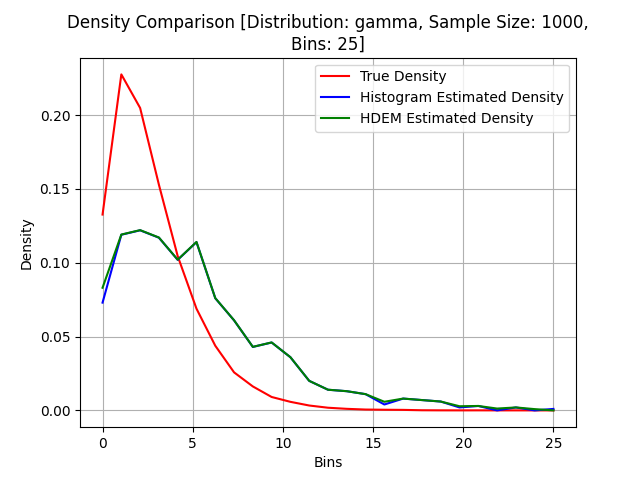 Density Comparison [Distribution: gamma, Sample Size: 1000,
Bins: 25]
True Density
Histogram Estimated Density
HDEM Estimated Density
Density
0.20
0.15
0.10
0.05
0.00
0
5
10
15
20
25
Bins